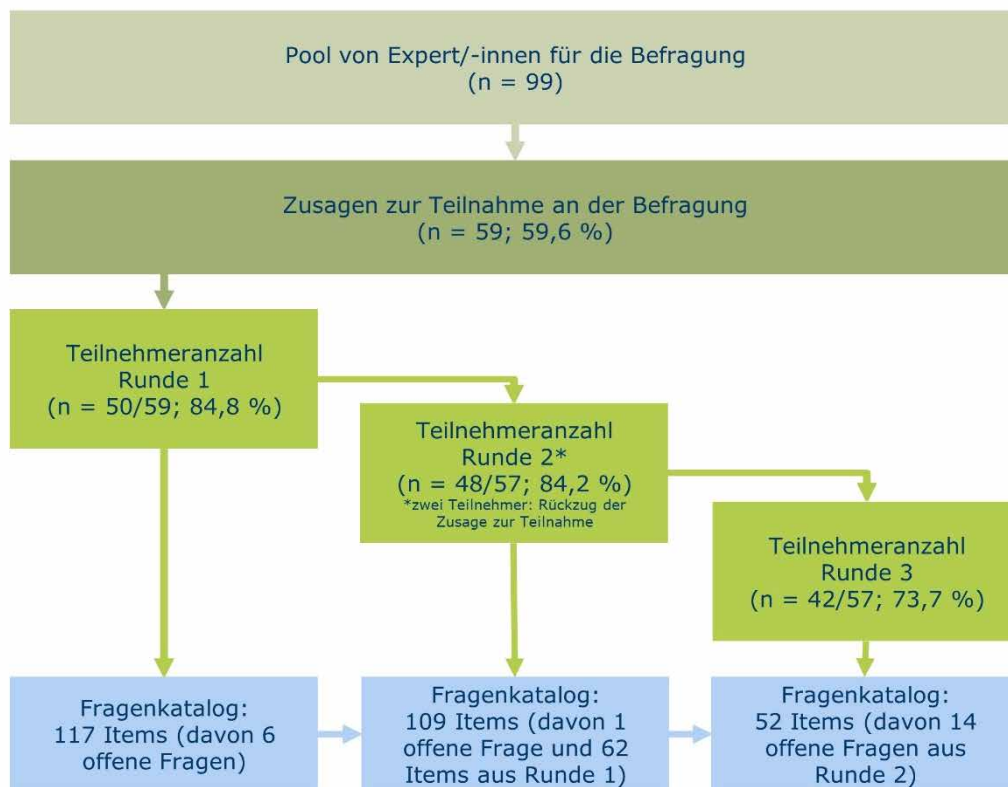 Pool von Expert/-innen für die Befragung
(n = 99)
Zusagen zur Teilnahme an der Befragung
(n = 59; 59,6 %)
Teilnehmeranzahl
Runde 1
(n = 50/59; 84,8 %)
Teilnehmeranzahl
Runde 2*
(n = 48/57; 84,2 %)
*zwei Teilnehmer: Rückzug der
Zusage zur Teilnahme
Teilnehmeranzahl
Runde 3
(n = 42/57; 73,7 %)
Fragenkatalog:
117 Items (davon 6
offene Fragen)
Fragenkatalog:
109 Items (davon 1
offene Frage und 62
Items aus Runde 1)
Fragenkatalog:
52 Items (davon 14
offene Fragen aus
Runde 2)